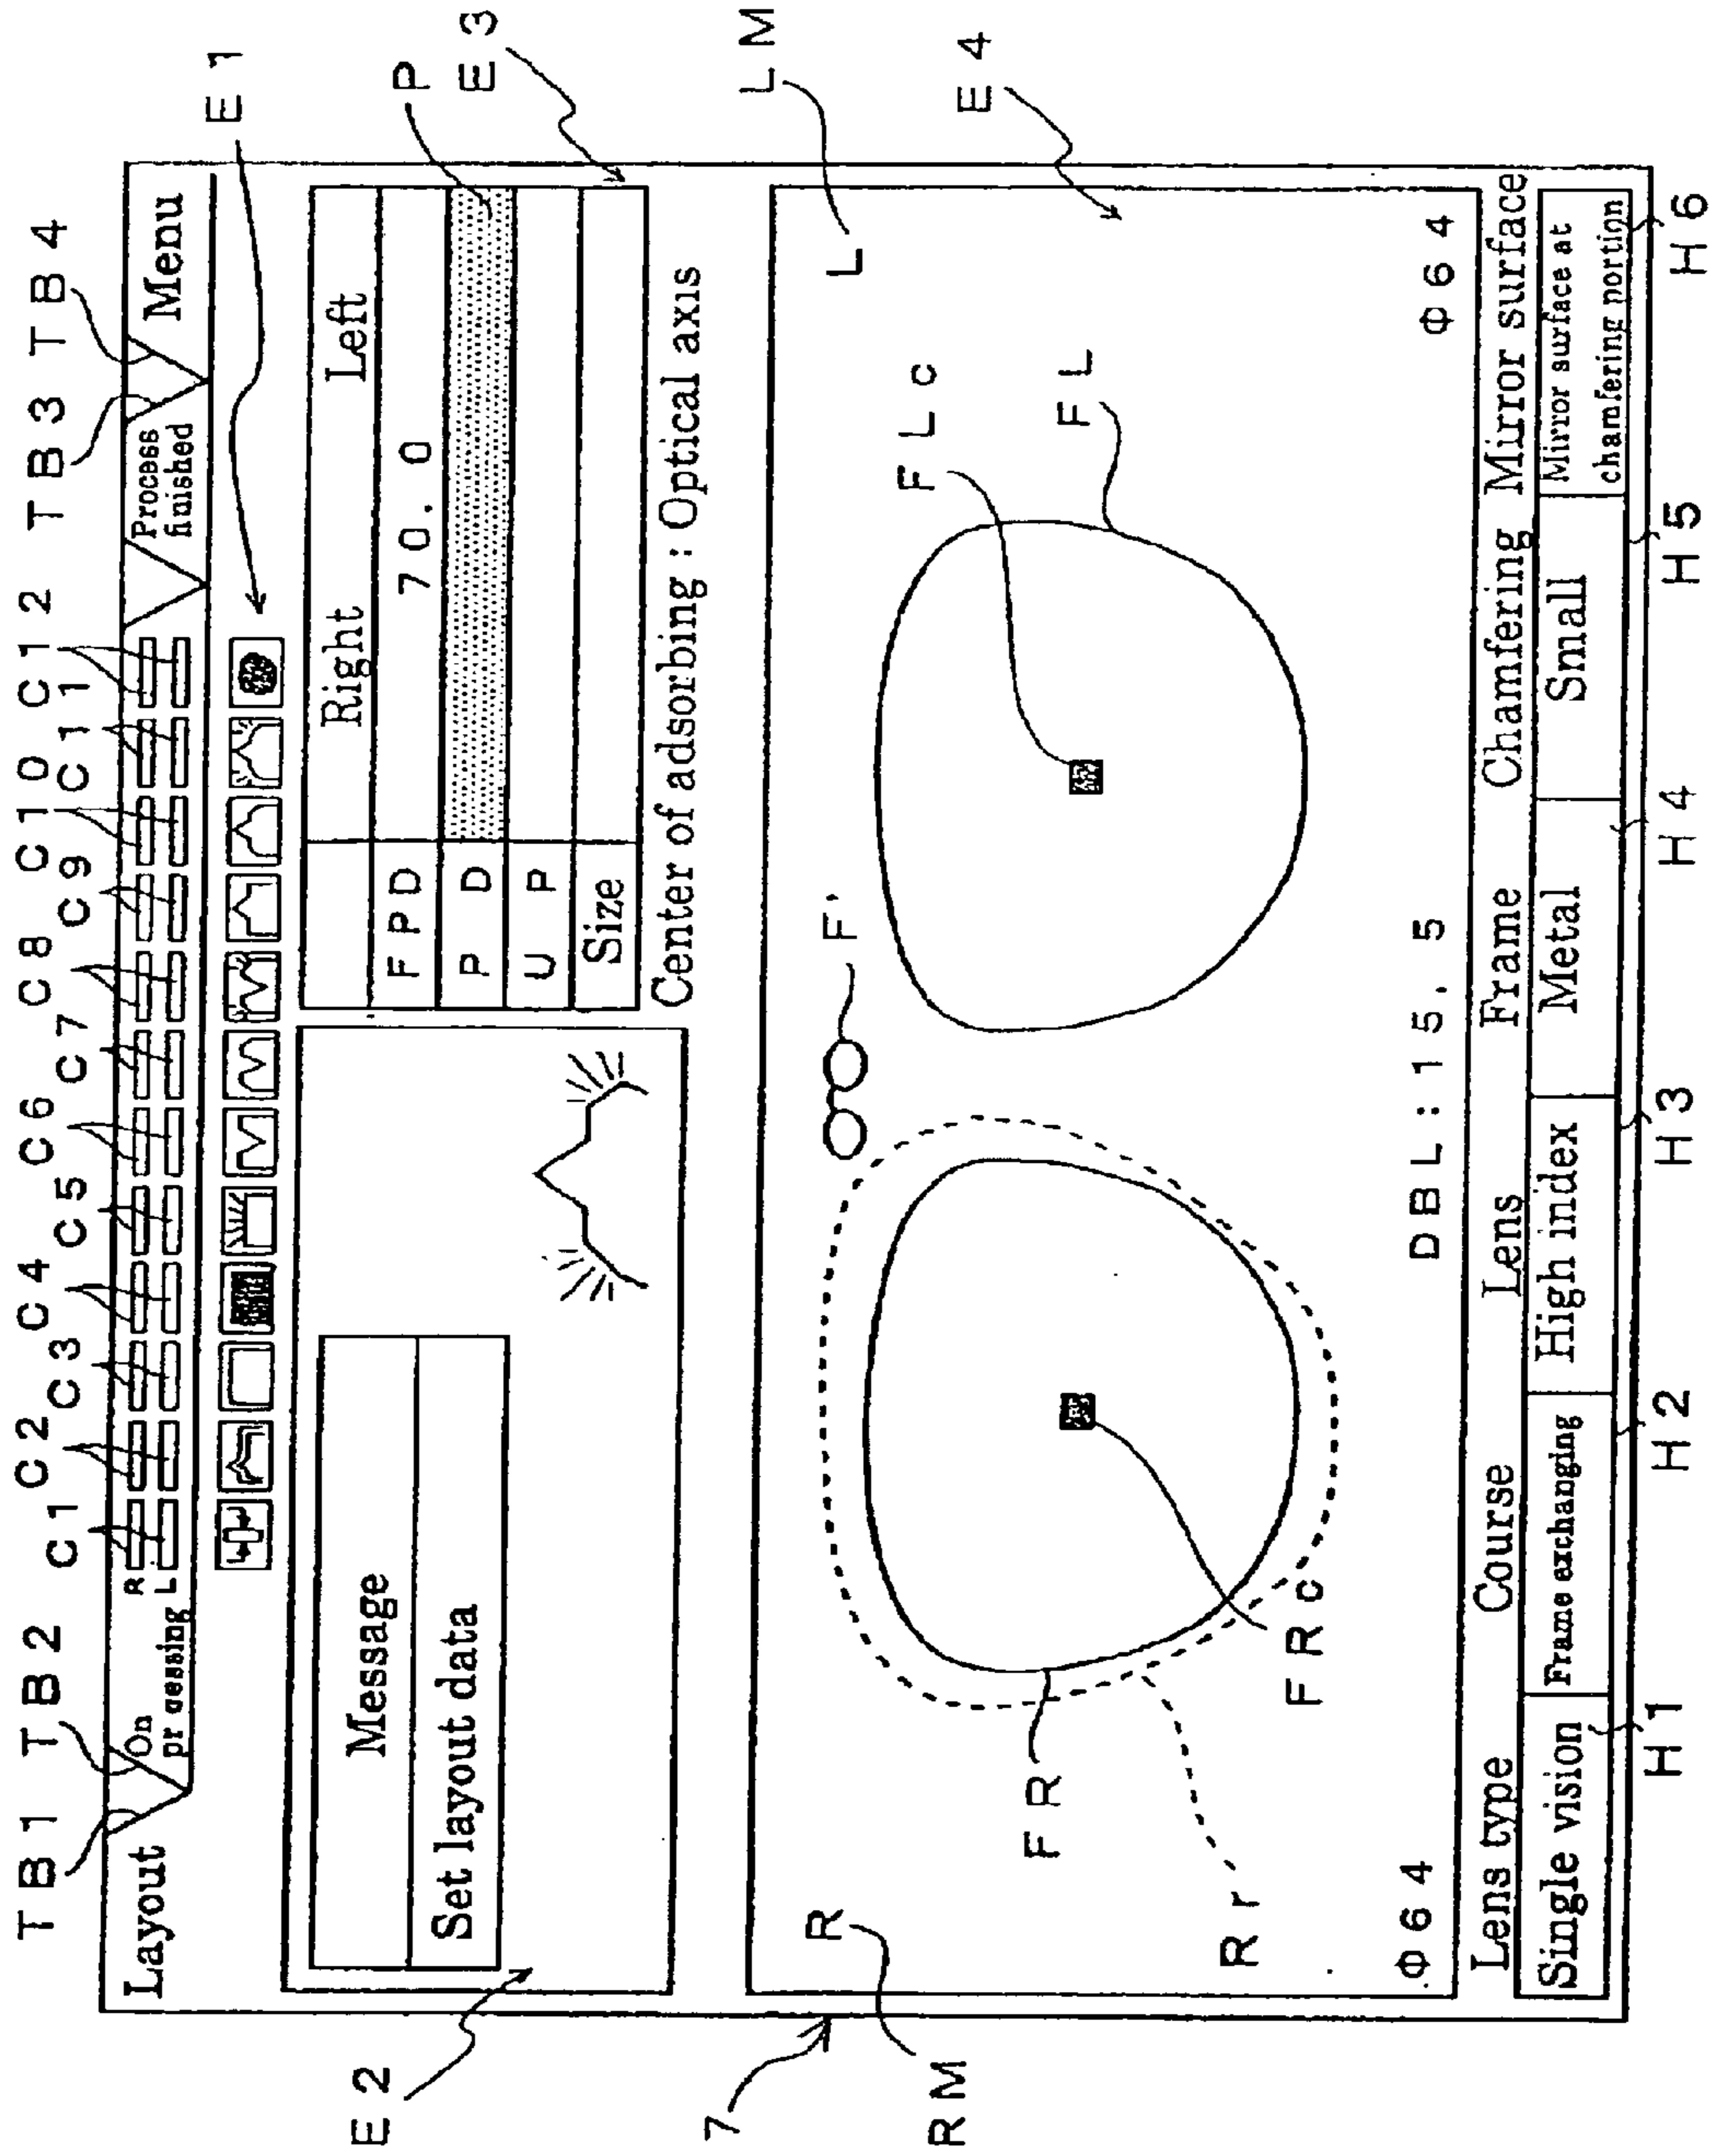 TB1 TB2 C1 C2 C3 C4 C5 C6 C7 C8 C9 C10 C11 C12 TB3 TB4
E1
Layout
On
pr oessing
R
L
Process
finished
Menu
Message
Set layout data
Right Left
FPD 70.0
P D
U P
Size
P
E3
E2
Center of adsorbing : Optical axis
7
R
RM
F'
L
LM
E4
FLc
FL
FR
FRc
Rr
Φ64
DBL:15.5
Φ64
Lens type Course Lens Frame Chamfering Mirror surface
Single vision Frame exchanging High index Metal Small Mirror surface at
chamfering portion
H1 H2 H3 H4 H5 H6